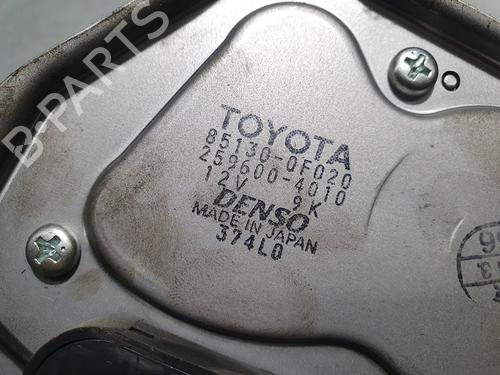 B-PARTS
TOYOTA
85130-0F020
259600-4010
12V 9K
DENSO
MADE IN JAPAN
374L0